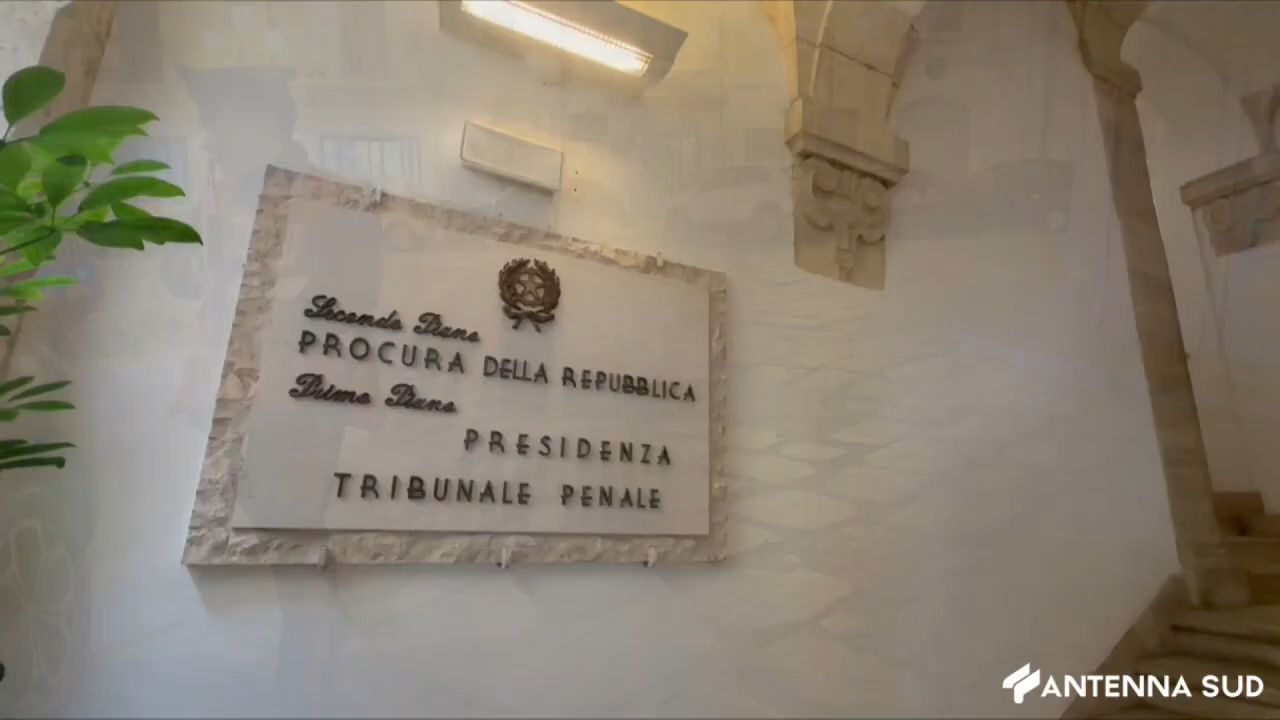 Secondo Piano
PROCURA DELLA REPUBBLICA
Primo Piano
PRESIDENZA
TRIBUNALE PENALE
ANTENNA SUD